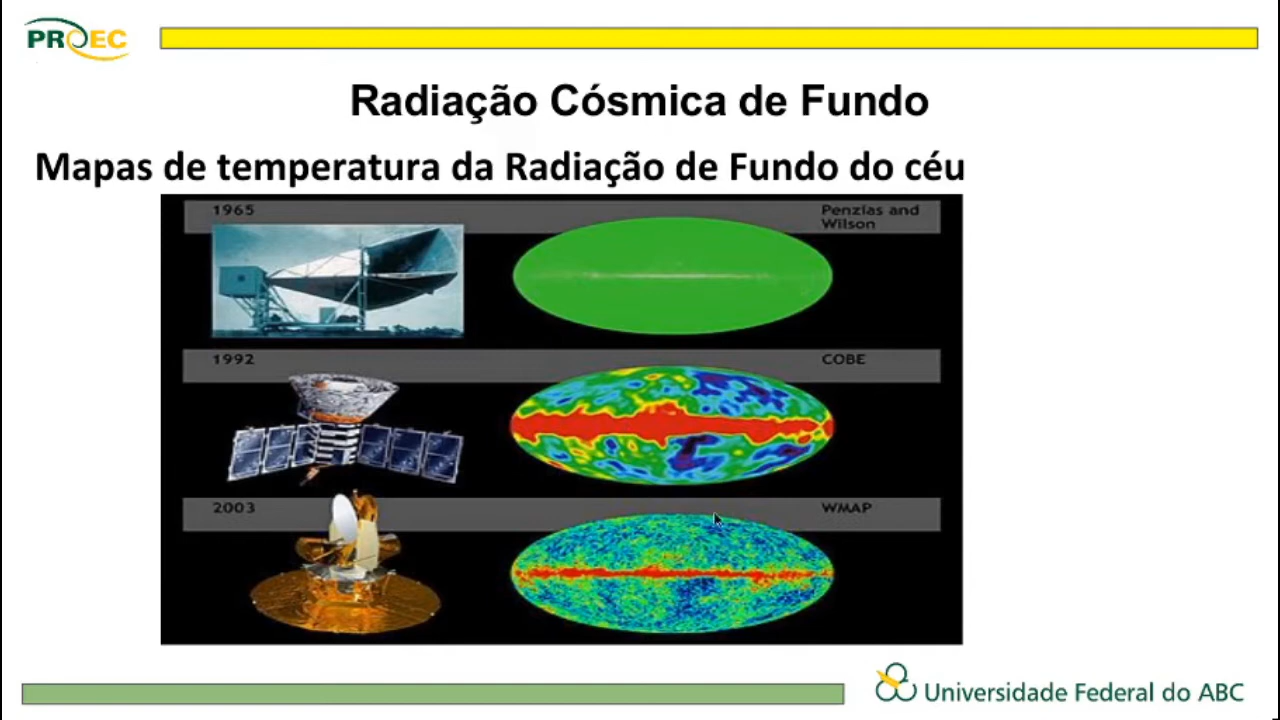 PROEC
Radiação Cósmica de Fundo
Mapas de temperatura da Radiação de Fundo do céu
1965
Penzias and
Wilson
1992
COBE
2003
WMAP
Universidade Federal do ABC